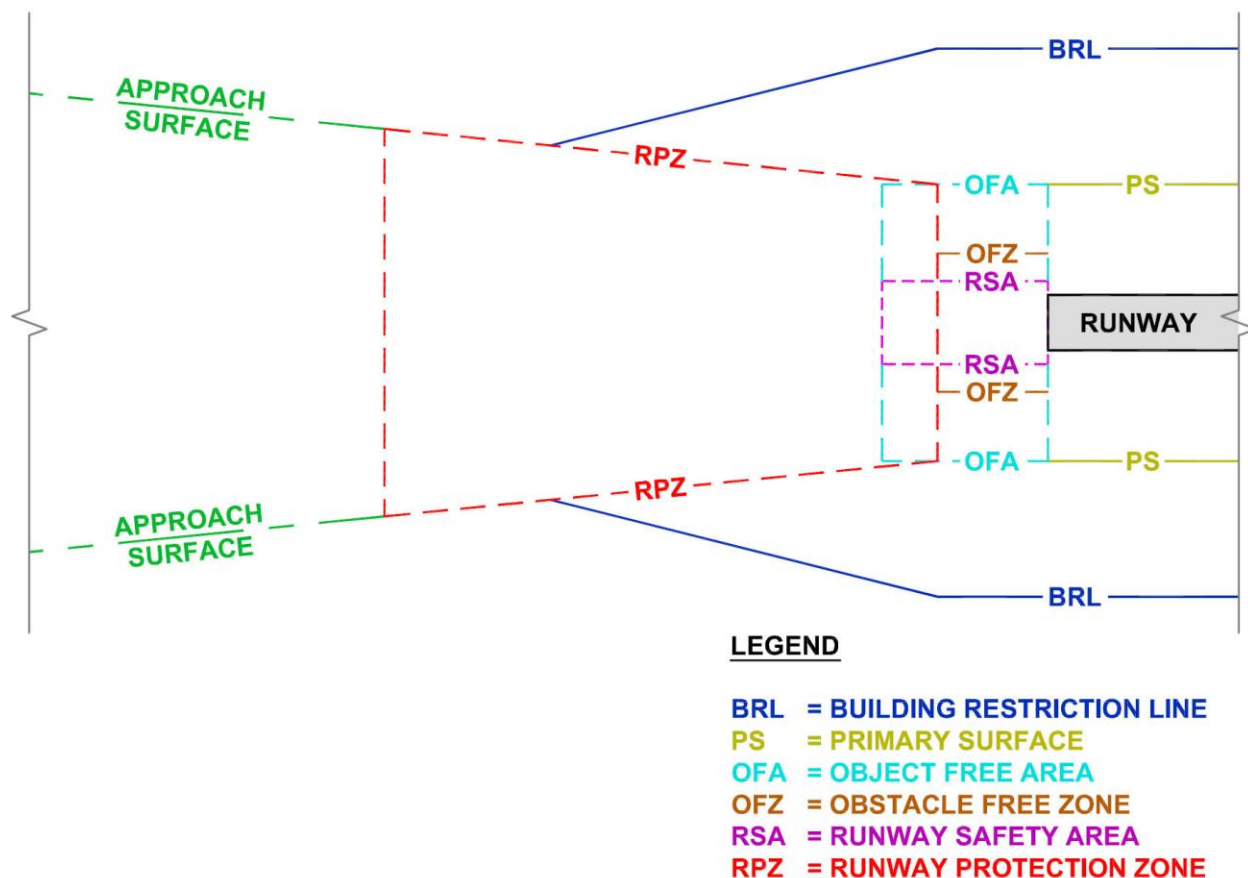 BRL
APPROACH
SURFACE
RPZ
OFA
PS
OFZ
RSA
RUNWAY
RSA
OFZ
OFA
PS
RPZ
APPROACH
SURFACE
BRL
LEGEND
BRL = BUILDING RESTRICTION LINE
PS = PRIMARY SURFACE
OFA = OBJECT FREE AREA
OFZ = OBSTACLE FREE ZONE
RSA = RUNWAY SAFETY AREA
RPZ = RUNWAY PROTECTION ZONE